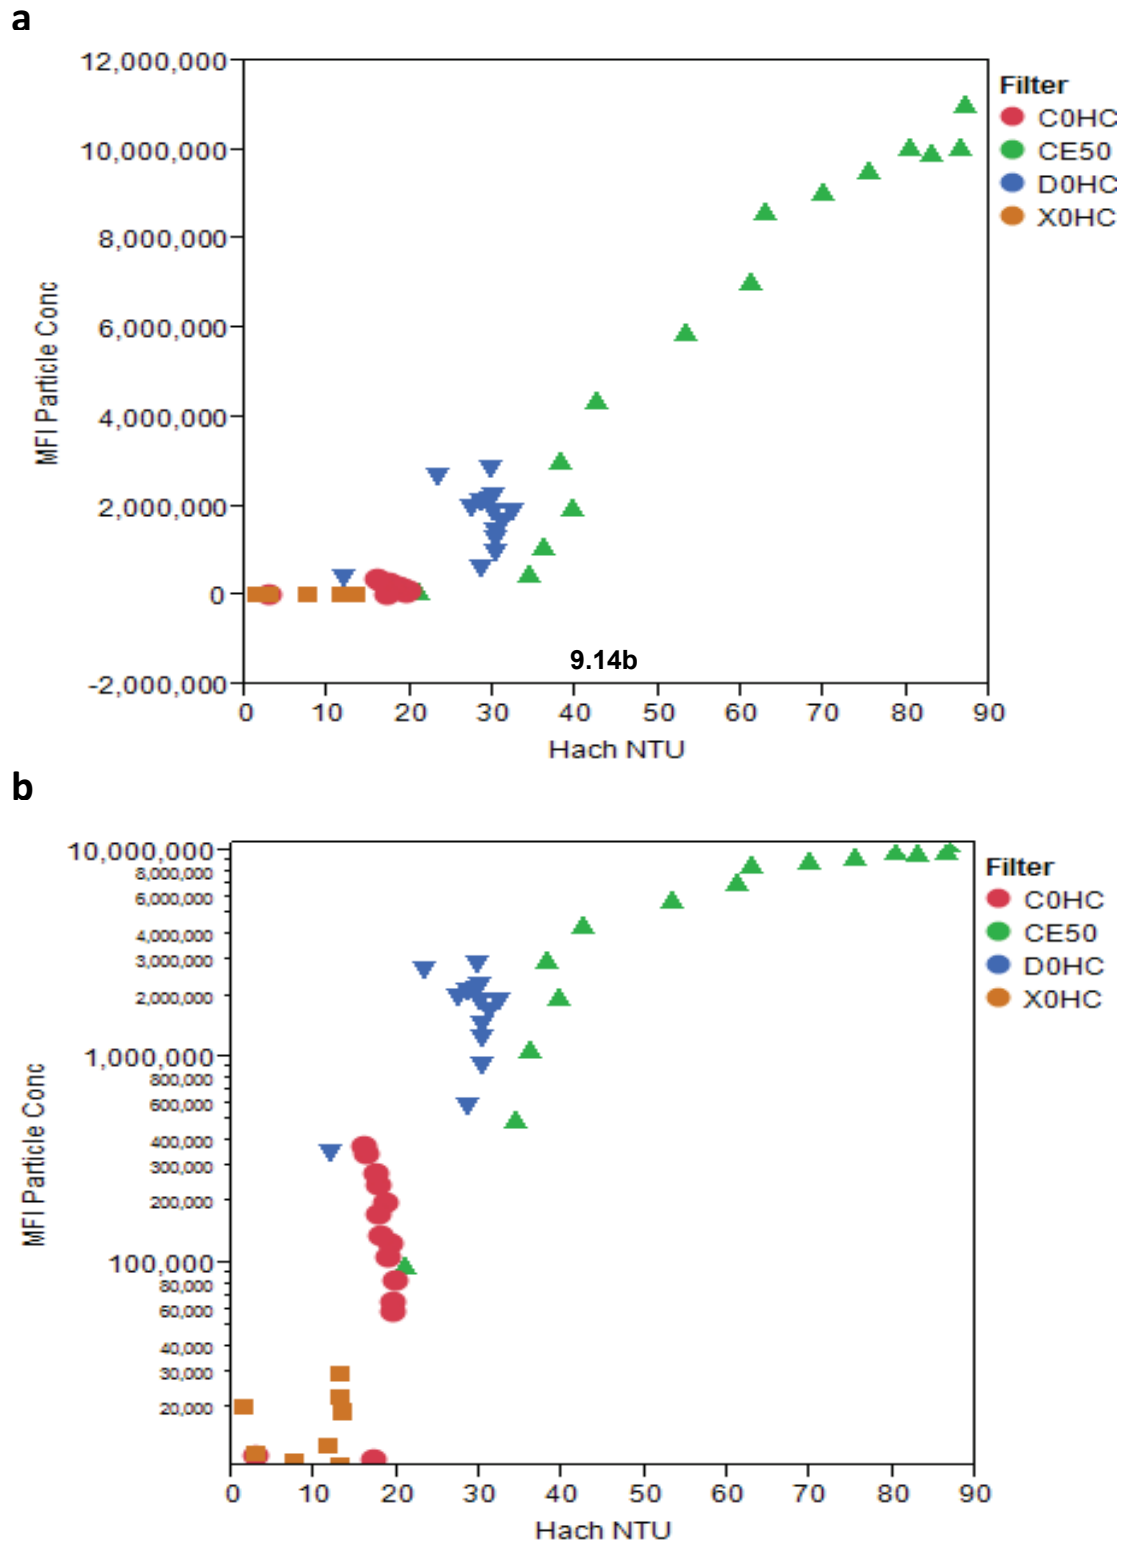 a
12,000,000
10,000,000
8,000,000
6,000,000
4,000,000
2,000,000
0
-2,000,000
MFI Particle Conc
9.14b
0 10 20 30 40 50 60 70 80 90
Hach NTU
Filter
C0HC
CE50
D0HC
X0HC
b
10,000,000
8,000,000
6,000,000
4,000,000
3,000,000
2,000,000
1,000,000
800,000
600,000
400,000
300,000
200,000
100,000
80,000
60,000
40,000
30,000
20,000
MFI Particle Conc
0 10 20 30 40 50 60 70 80 90
Hach NTU
Filter
C0HC
CE50
D0HC
X0HC